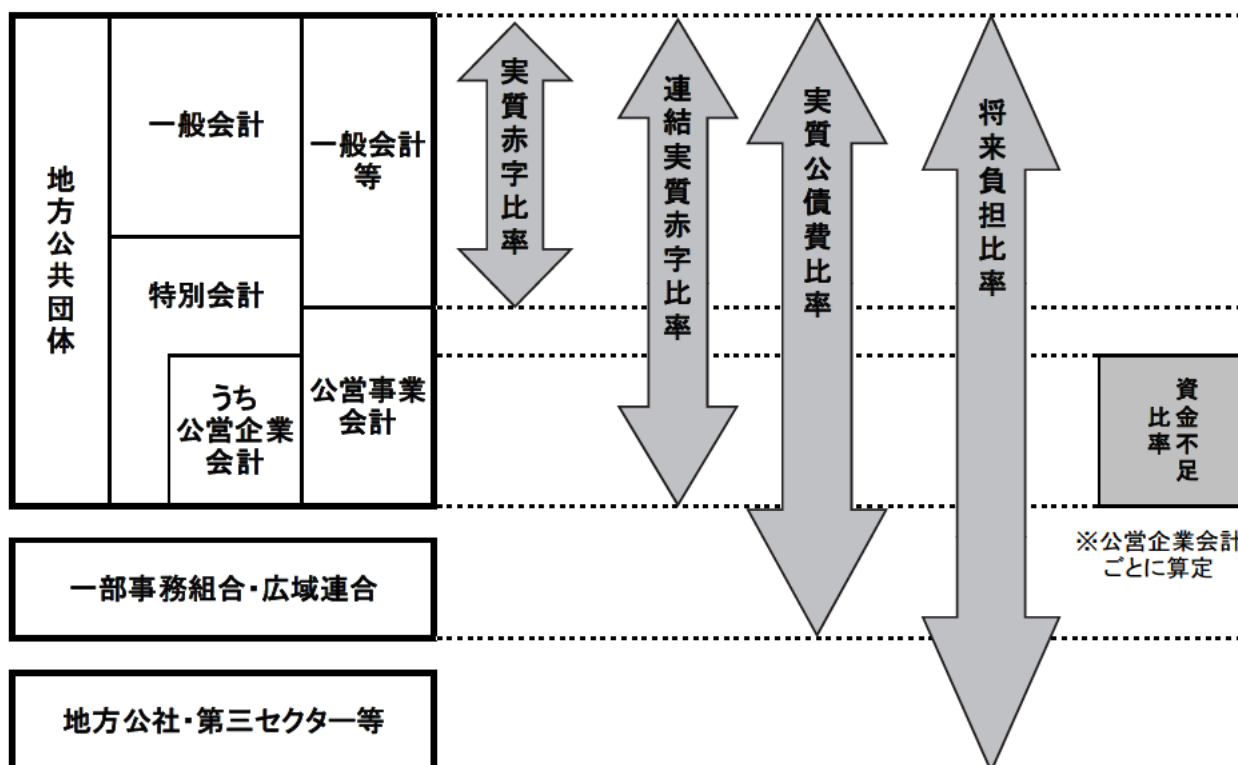 地方公共団体
一般会計
特別会計
うち
公営企業
会計
一般会計
等
公営事業
会計
実質赤字比率
連結実質赤字比率
実質公債費比率
将来負担比率
資金不足
比率
※公営企業会計
ごとに算定
一部事務組合・広域連合
地方公社・第三セクター等